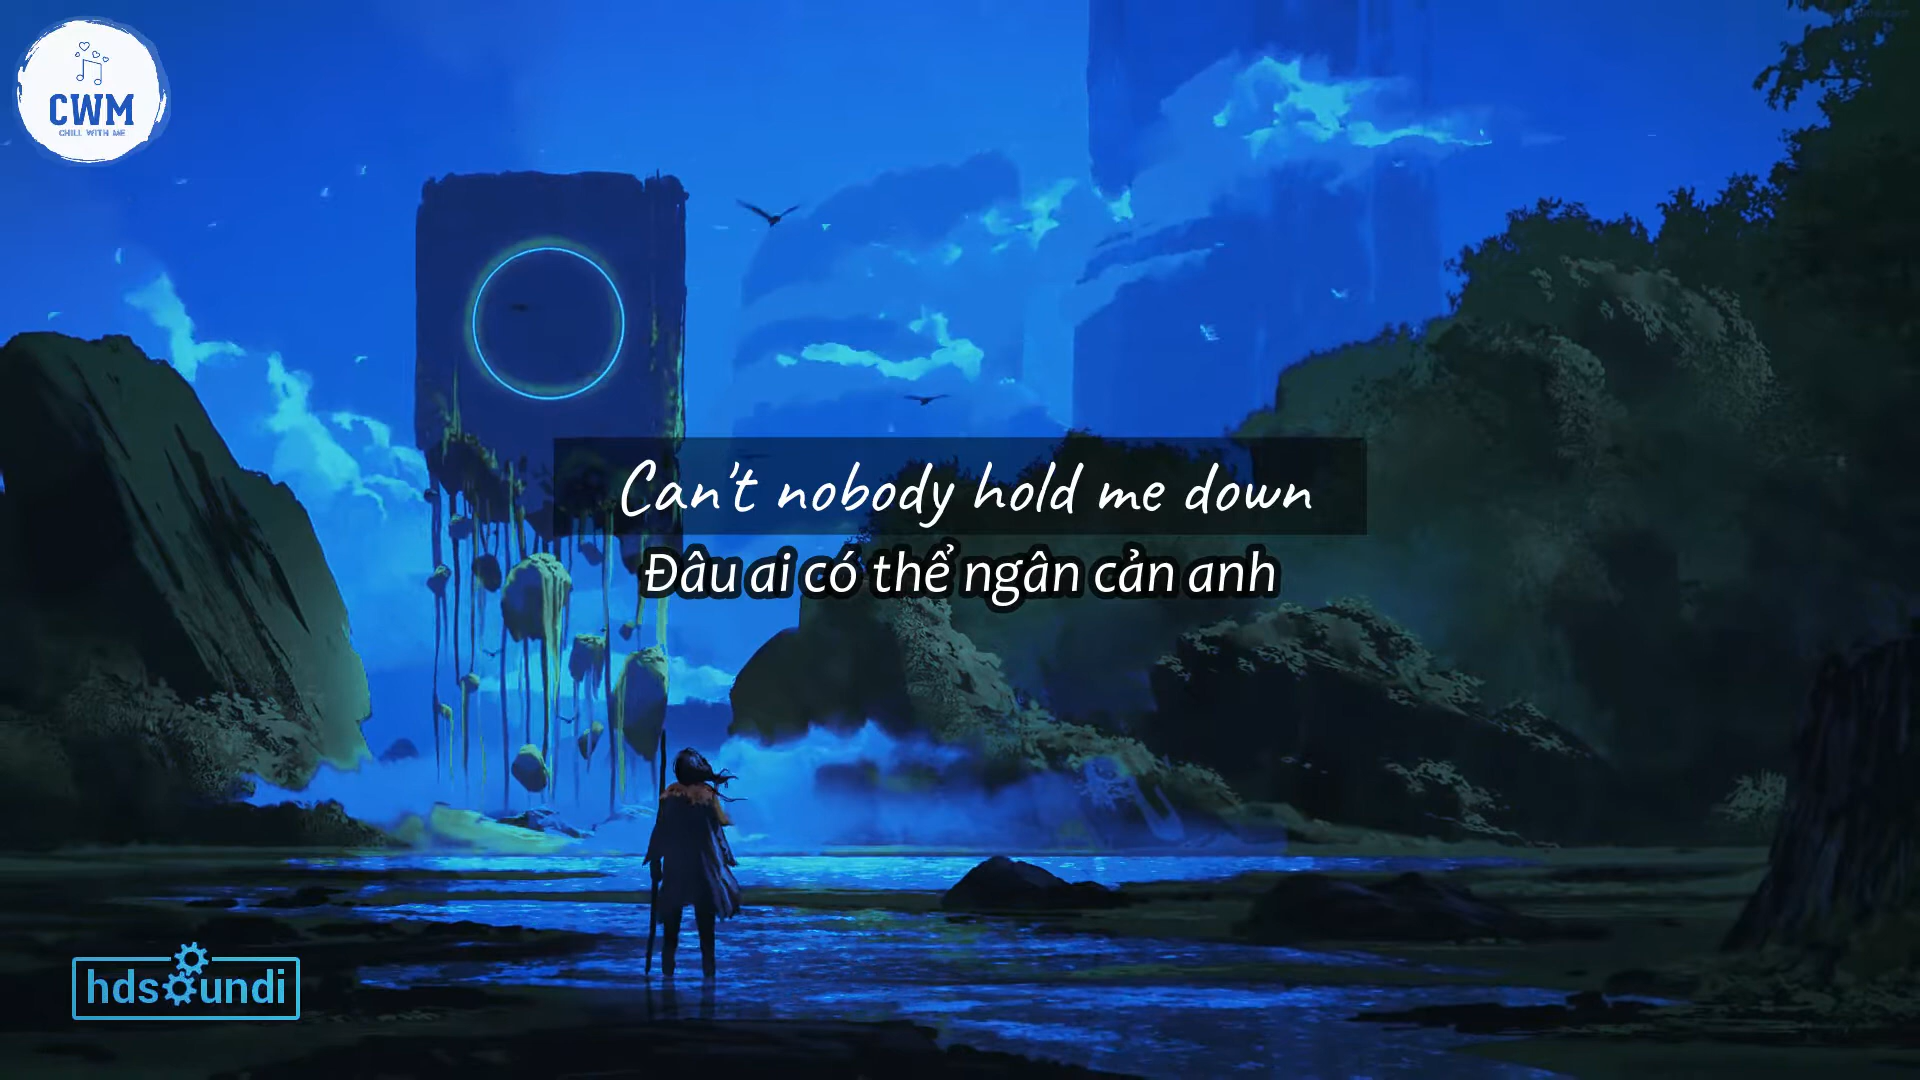 CWM
CHILL WITH ME
Can't nobody hold me down
Đâu ai có thể ngân cản anh
hdsoundi